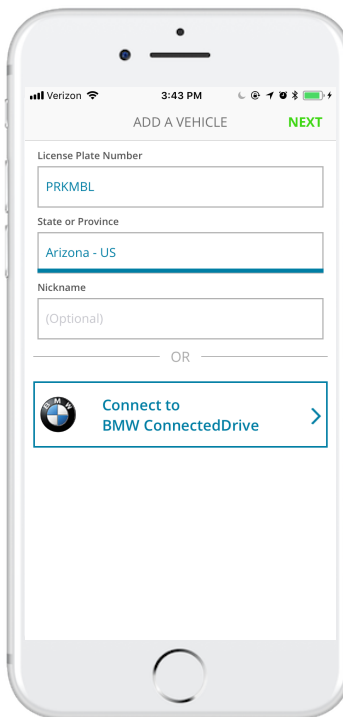 Verizon 3:43 PM
ADD A VEHICLE NEXT
License Plate Number
PRKMBL
State or Province
Arizona - US
Nickname
(Optional)
OR
BMW
Connect to
BMW ConnectedDrive